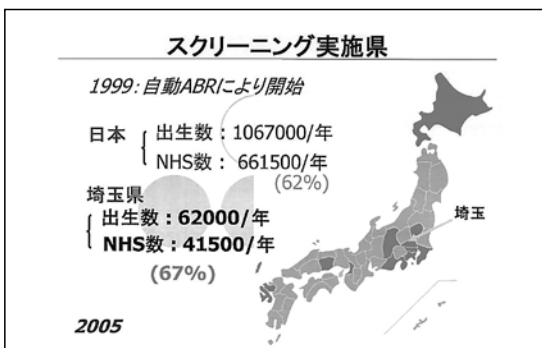 スクリーニング実施県
1999:自動ABRにより開始
日本 { 出生数:1067000/年
NHS数: 661500/年
(62%)
埼玉県
{ 出生数:62000/年
NHS数:41500/年
(67%)
埼玉
2005